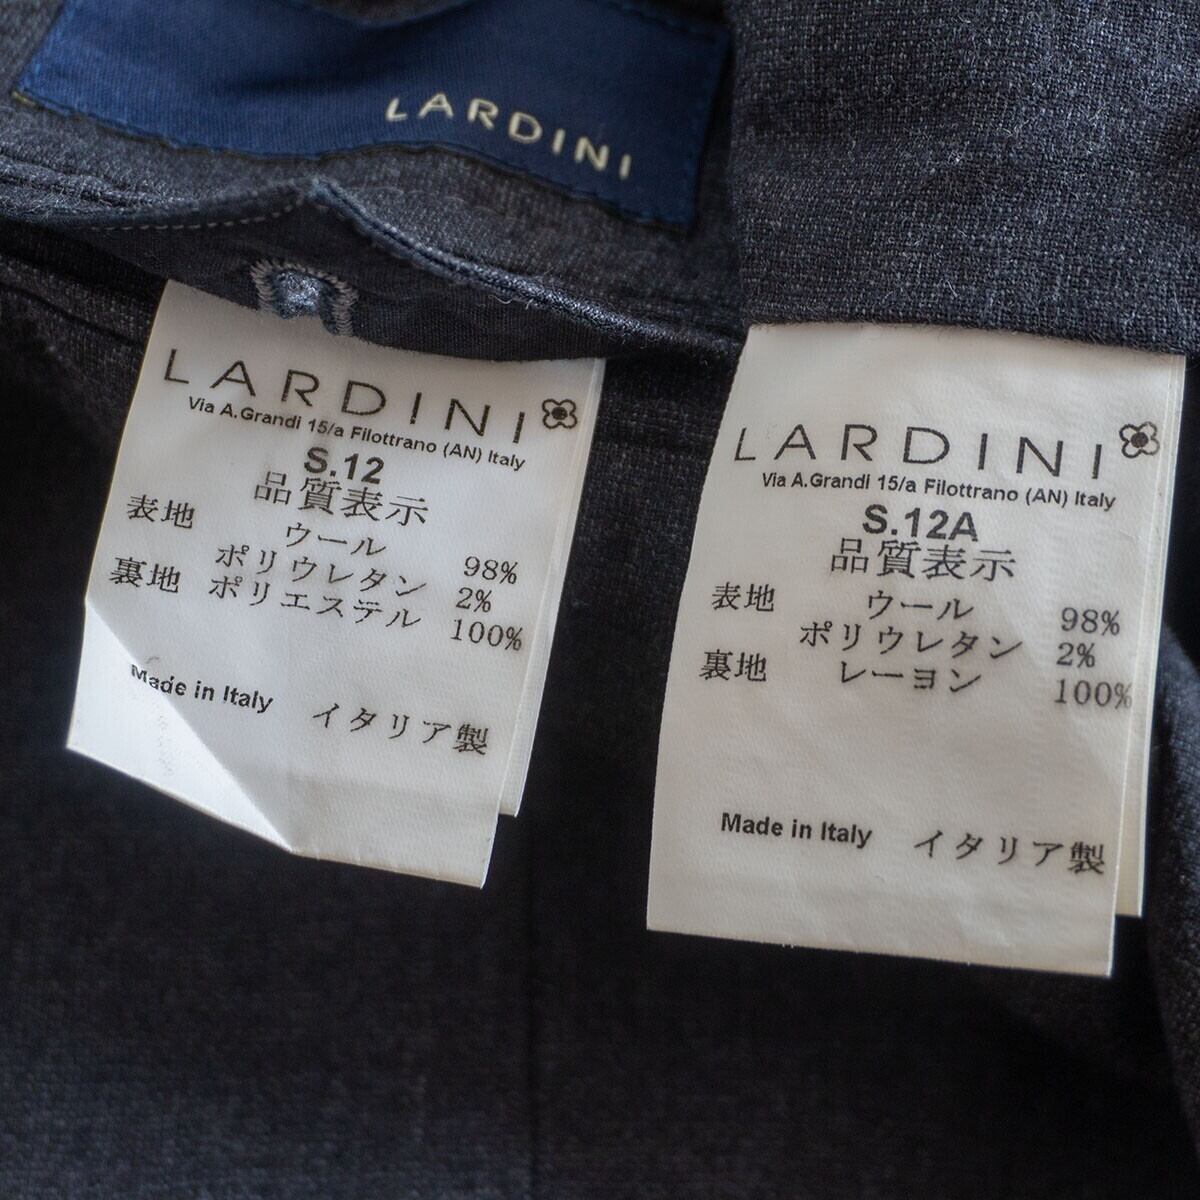 LARDINI
LARDINI
Via A.Grandi 15/a Filottrano (AN) Italy
S.12
品質表示
表地 ウール 98%
ポリウレタン 2%
裏地 ポリエステル 100%
Made in Italy イタリア製
LARDINI
Via A.Grandi 15/a Filottrano (AN) Italy
S.12A
品質表示
表地 ウール 98%
ポリウレタン 2%
裏地 レーヨン 100%
Made in Italy イタリア製